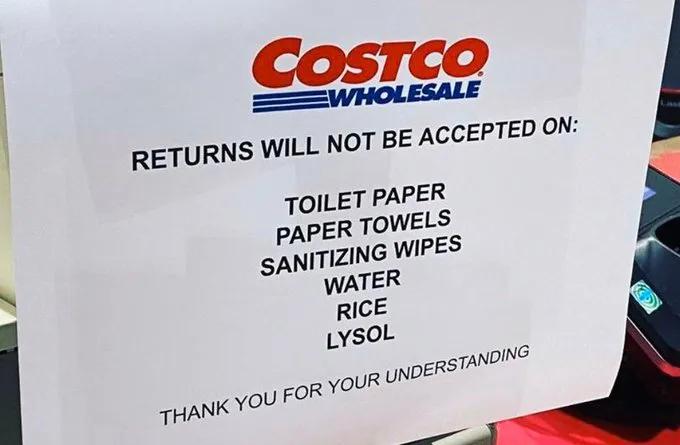 COSTCO
WHOLESALE
RETURNS WILL NOT BE ACCEPTED ON:
TOILET PAPER
PAPER TOWELS
SANITIZING WIPES
WATER
RICE
LYSOL
THANK YOU FOR YOUR UNDERSTANDING